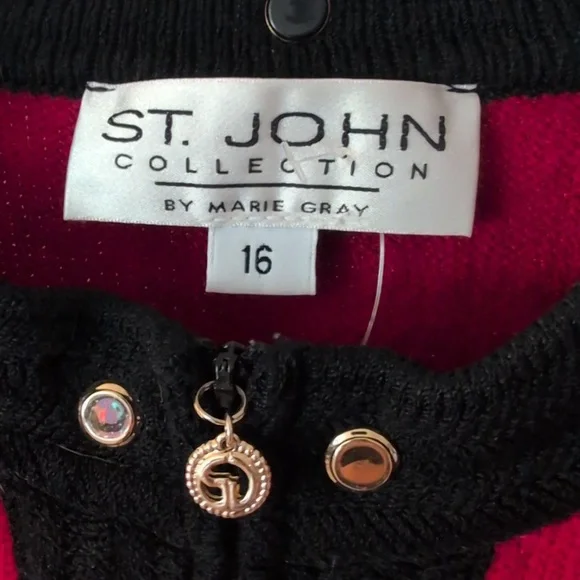 ST. JOHN
COLLECTION
BY MARIE GRAY
16